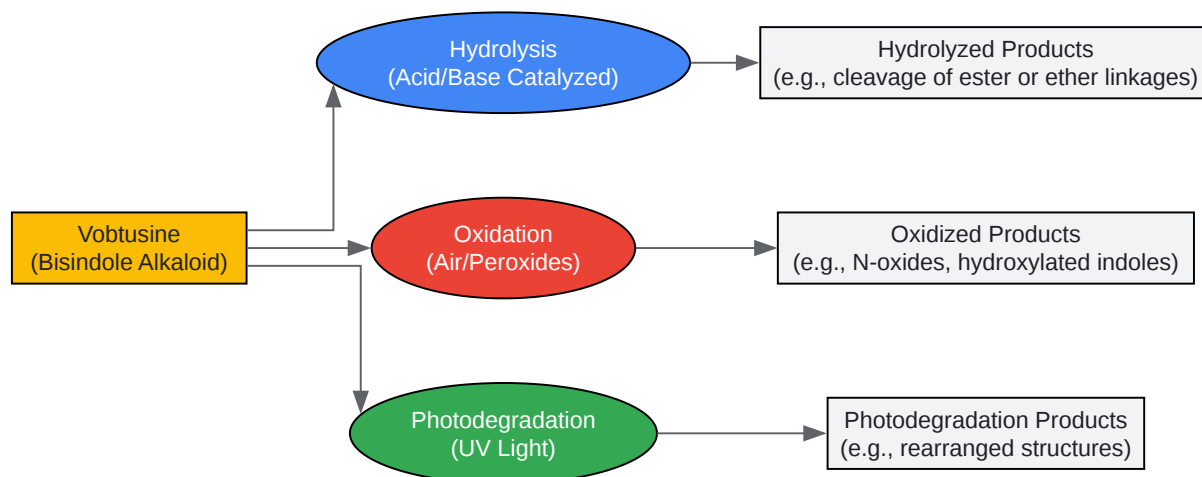 Hydrolysis
(Acid/Base Catalyzed)
Hydrolyzed Products
(e.g., cleavage of ester or ether linkages)
Vobtusine
(Bisindole Alkaloid)
Oxidation
(Air/Peroxides)
Oxidized Products
(e.g., N-oxides, hydroxylated indoles)
Photodegradation
(UV Light)
Photodegradation Products
(e.g., rearranged structures)